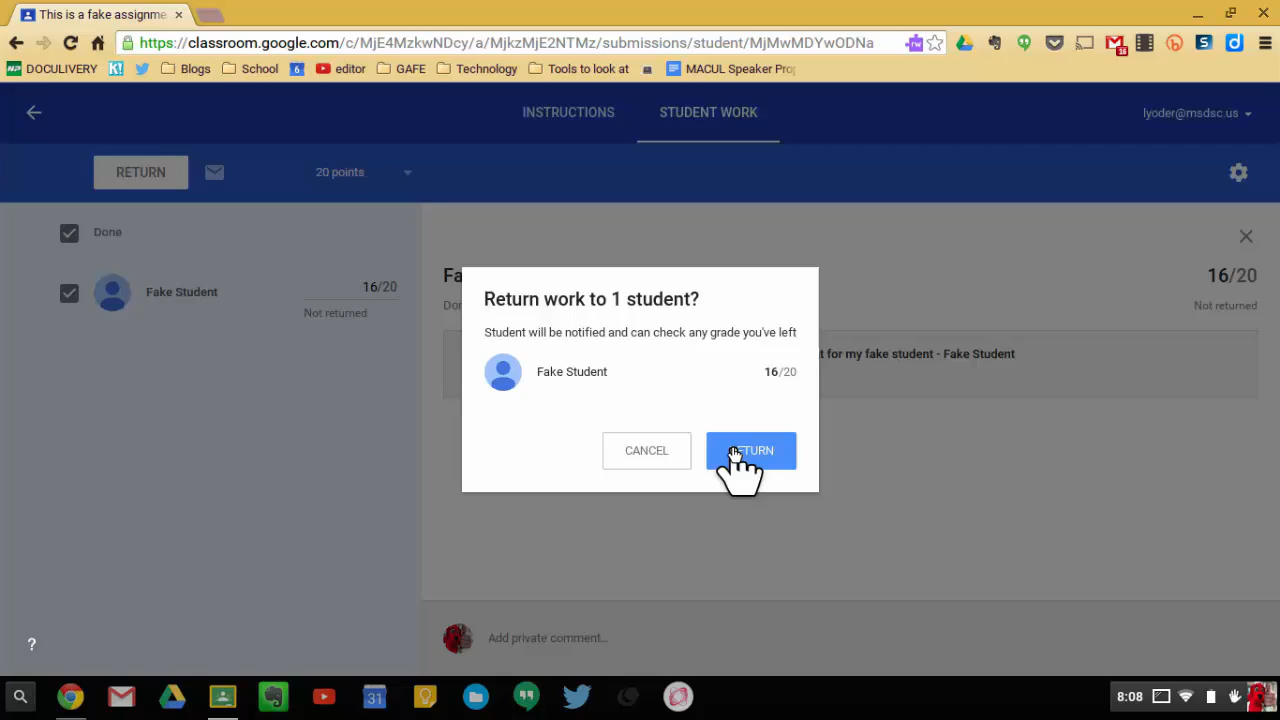 This is a fake assignme
https://classroom.google.com/c/MjE4MzkwNDcy/a/MjkzMjE2NTMz/submissions/student/MjMwMDYwODNa
16
DOCULIVERY
K!
Blogs
School
6
editor
GAFE
Technology
Tools to look at
MACUL Speaker Pro
INSTRUCTIONS
STUDENT WORK
lyoder@msdsc.us
RETURN
20 points
Done
Fake Student
16/20
Not returned
Fa
16/20
Not returned
t for my fake student - Fake Student
Return work to 1 student?
Student will be notified and can check any grade you've left
Fake Student
16/20
CANCEL
Add private comment...
?
31
8:08